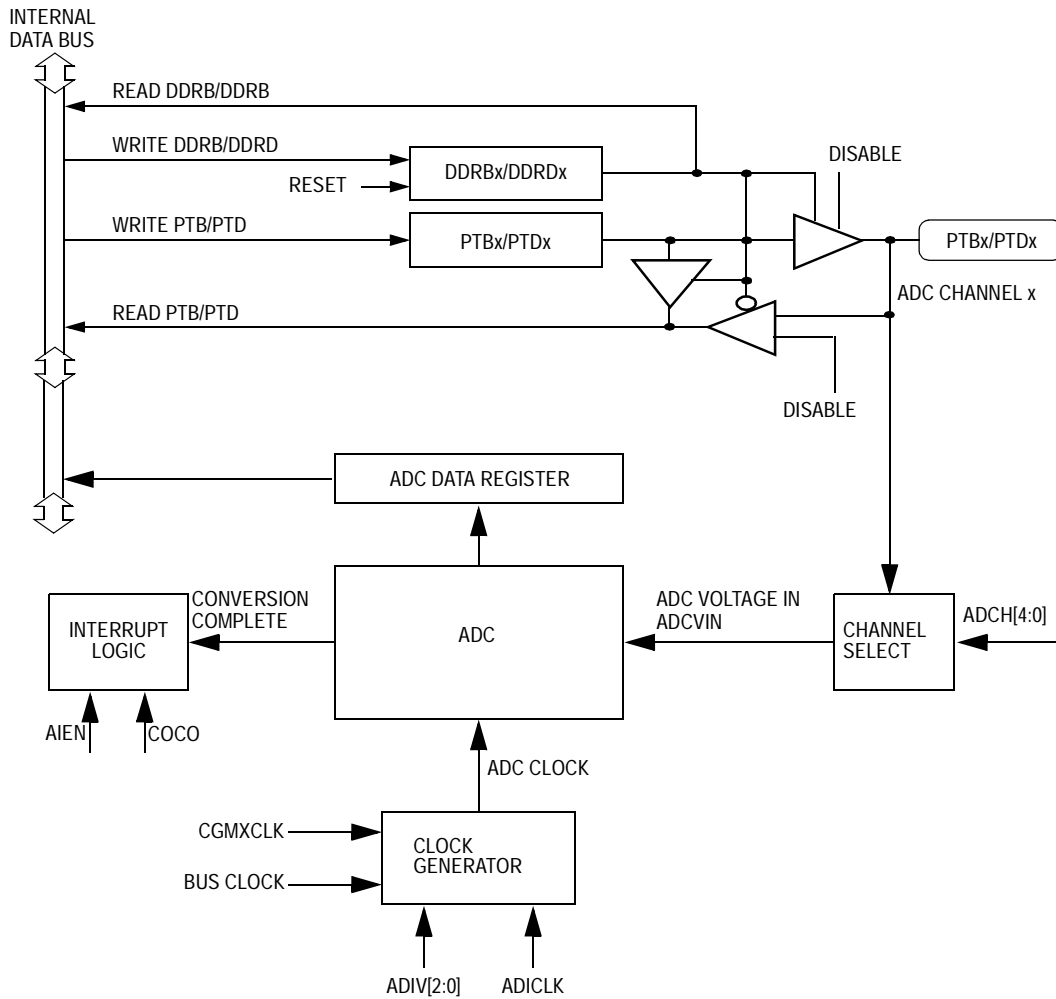 INTERNAL
DATA BUS
READ DDRB/DDRB
WRITE DDRB/DDRD
DISABLE
DDRBx/DDRDx
RESET
WRITE PTB/PTD
PTBx/PTDx
PTBx/PTDx
ADC CHANNEL x
READ PTB/PTD
DISABLE
ADC DATA REGISTER
INTERRUPT
LOGIC
CONVERSION
COMPLETE
ADC
ADC VOLTAGE IN
ADCVIN
CHANNEL
SELECT
ADCH[4:0]
AIEN
COCO
ADC CLOCK
CGMXCLK
CLOCK
GENERATOR
BUS CLOCK
ADIV[2:0]
ADICLK